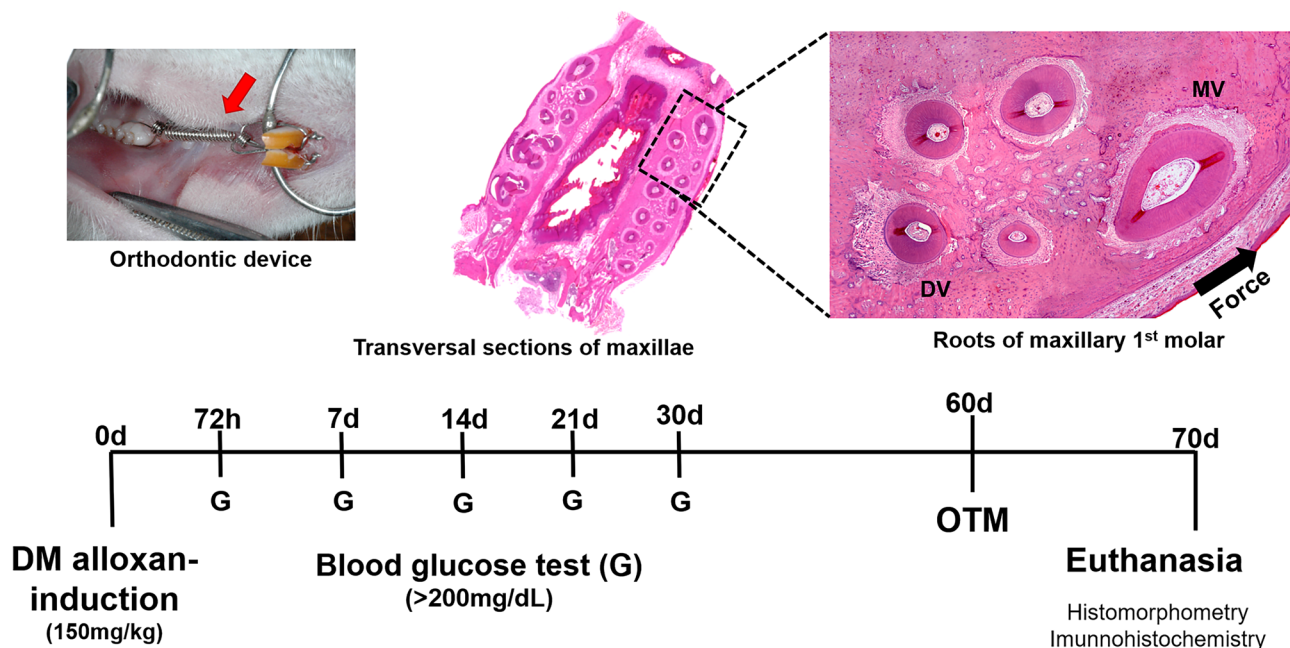 Orthodontic device
Transversal sections of maxillae
MV
DV
Force
Roots of maxillary 1st molar
0d
72h
7d
14d
21d
30d
60d
70d
G
G
G
G
G
OTM
DM alloxan-
induction
(150mg/kg)
Blood glucose test (G)
(>200mg/dL)
Euthanasia
Histomorphometry
Imunnohistochemistry